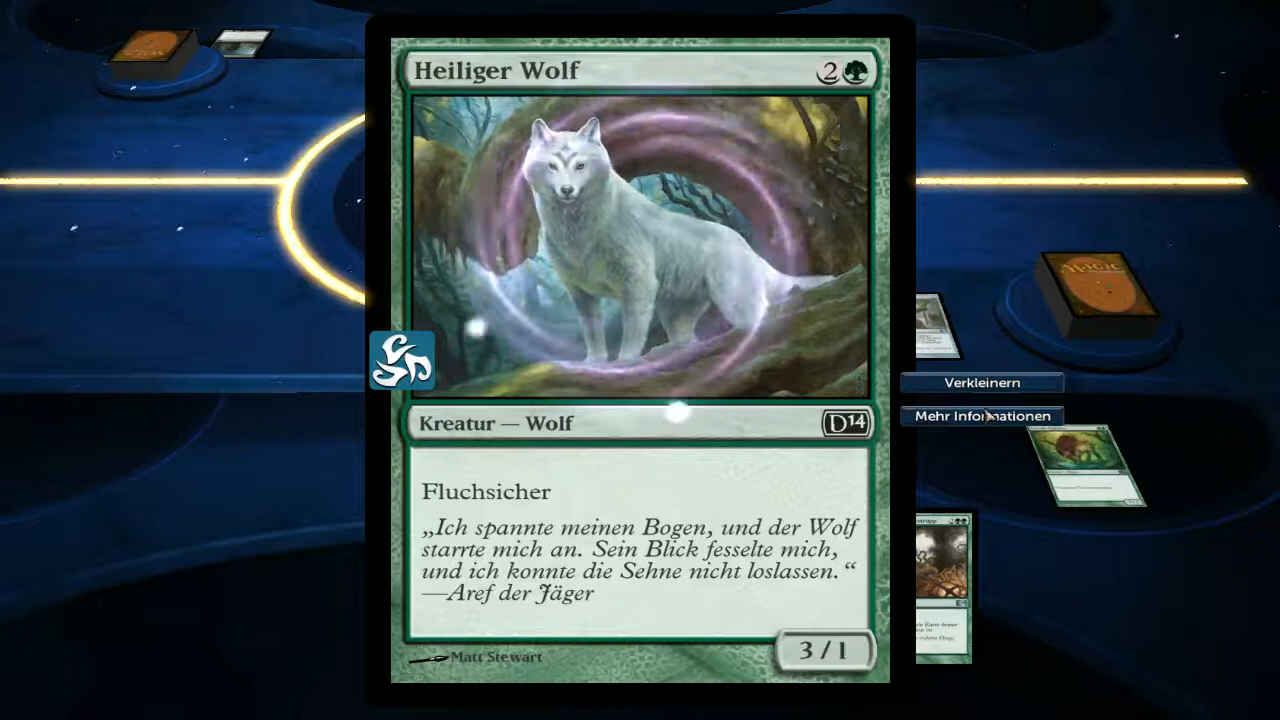 Heiliger Wolf
2
Kreatur — Wolf
D14
Fluchsicher
„Ich spannte meinen Bogen, und der Wolf
starrte mich an. Sein Blick fesselte mich,
und ich konnte die Sehne nicht loslassen.“
—Aref der Jäger
3 / 1
Matt Stewart
Verkleinern
Mehr Informationen